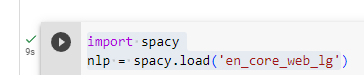 import spacy
nlp = spacy.load('en_core_web_lg')
9s